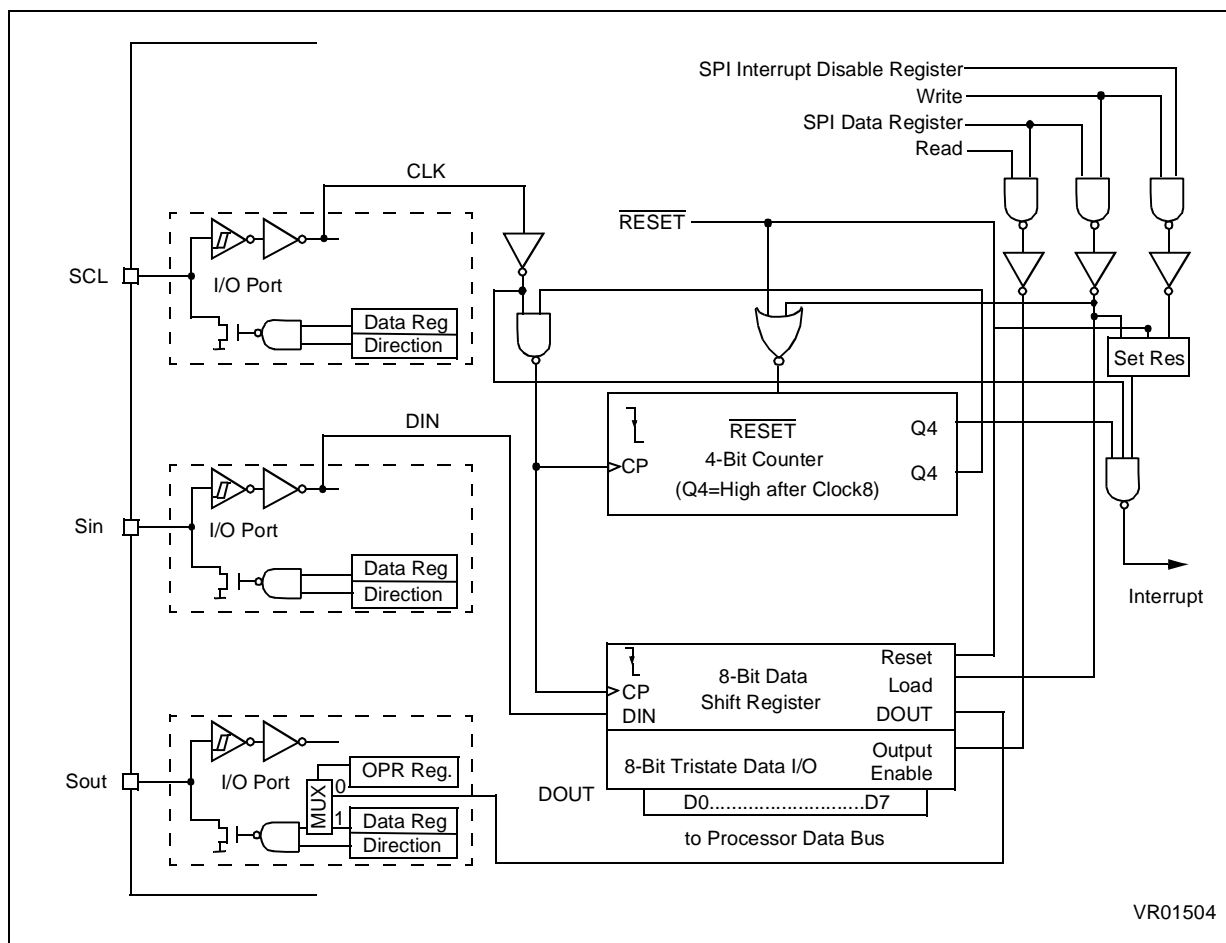 SPI Interrupt Disable Register
Write
SPI Data Register
Read
CLK
RESET
SCL
I/O Port
Data Reg
Direction
Set Res
DIN
RESET
Q4
CP
4-Bit Counter
Q4
(Q4=High after Clock8)
Sin
I/O Port
Data Reg
Direction
Interrupt
Reset
8-Bit Data
Load
CP
Shift Register
DIN
DOUT
Sout
I/O Port
OPR Reg.
MUX
0
1
Data Reg
Direction
DOUT
8-Bit Tristate Data I/O
Output
Enable
D0...........................D7
to Processor Data Bus
VR01504